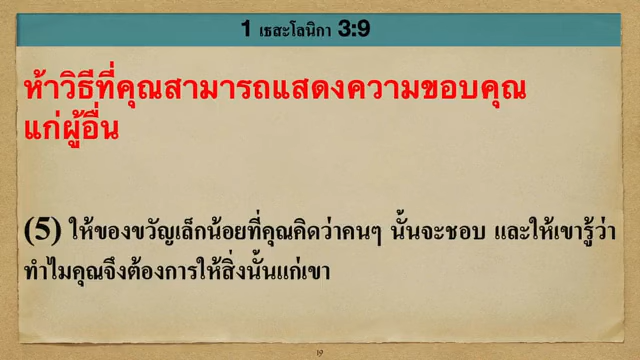 1 เธสะโลนิกา 3:9
ห้าวิธีที่คุณสามารถแสดงความขอบคุณ
แก่ผู้อื่น
(5) ให้ของขวัญเล็กน้อยที่คุณคิดว่าคนๆ นั้นจะชอบ และให้เขารู้ว่า
ทำไมคุณจึงต้องการให้สิ่งนั้นแก่เขา
19